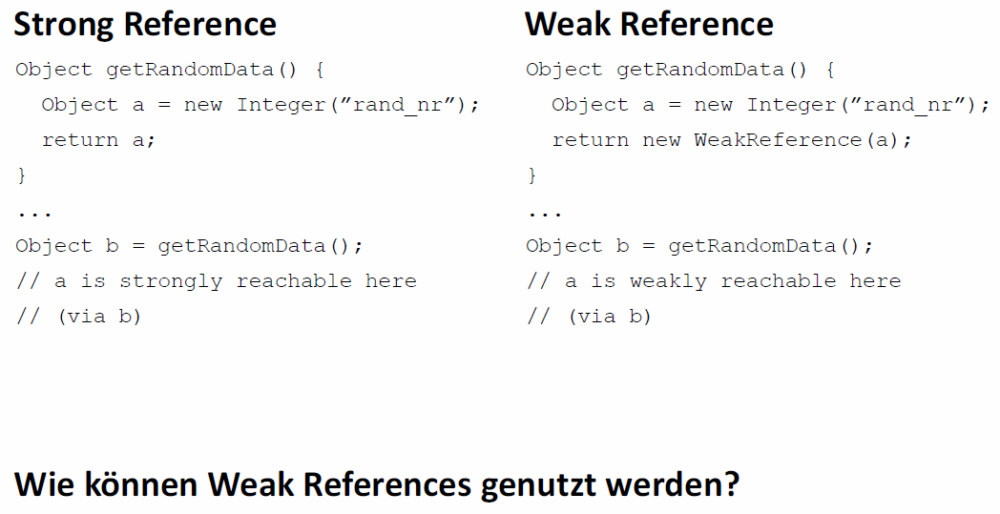 Strong Reference
Object getRandomData() {
  Object a = new Integer(”rand_nr”);
  return a;
}
...
Object b = getRandomData();
// a is strongly reachable here
// (via b)
Weak Reference
Object getRandomData() {
  Object a = new Integer(”rand_nr”);
  return new WeakReference(a);
}
...
Object b = getRandomData();
// a is weakly reachable here
// (via b)
Wie können Weak References genutzt werden?